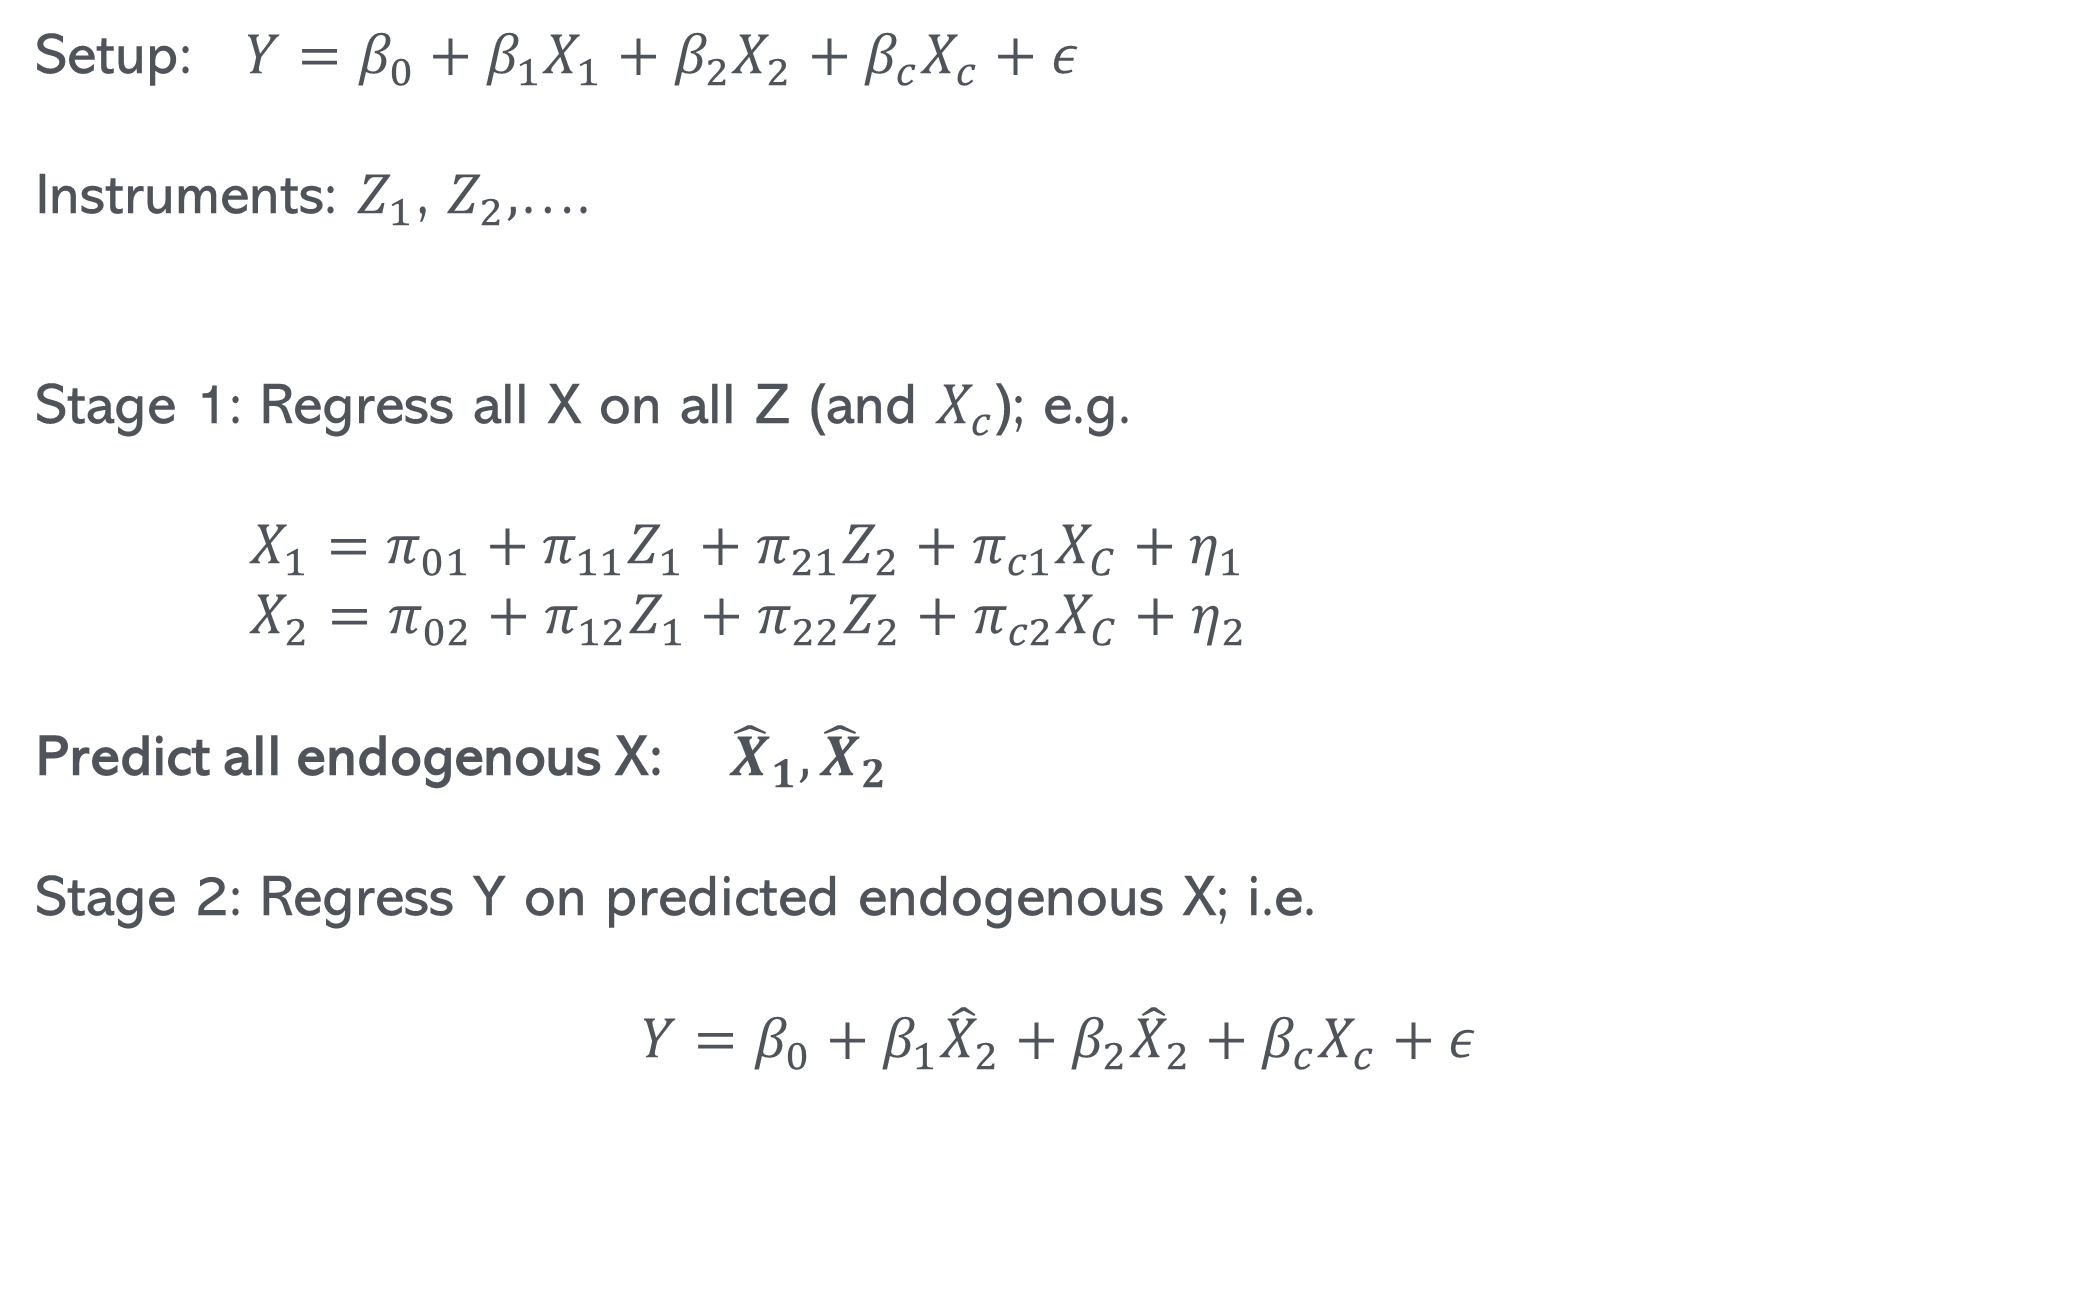 Setup: Y = β₀ + β₁X₁ + β₂X₂ + β_cX_c + ϵ
Instruments: Z₁, Z₂,….
Stage 1: Regress all X on all Z (and X_c); e.g.
X₁ = π₀₁ + π₁₁Z₁ + π₂₁Z₂ + π_c₁X_C + η₁
X₂ = π₀₂ + π₁₂Z₁ + π₂₂Z₂ + π_c₂X_C + η₂
Predict all endogenous X: X̂₁, X̂₂
Stage 2: Regress Y on predicted endogenous X; i.e.
Y = β₀ + β₁X̂₂ + β₂X̂₂ + β_cX_c + ϵ